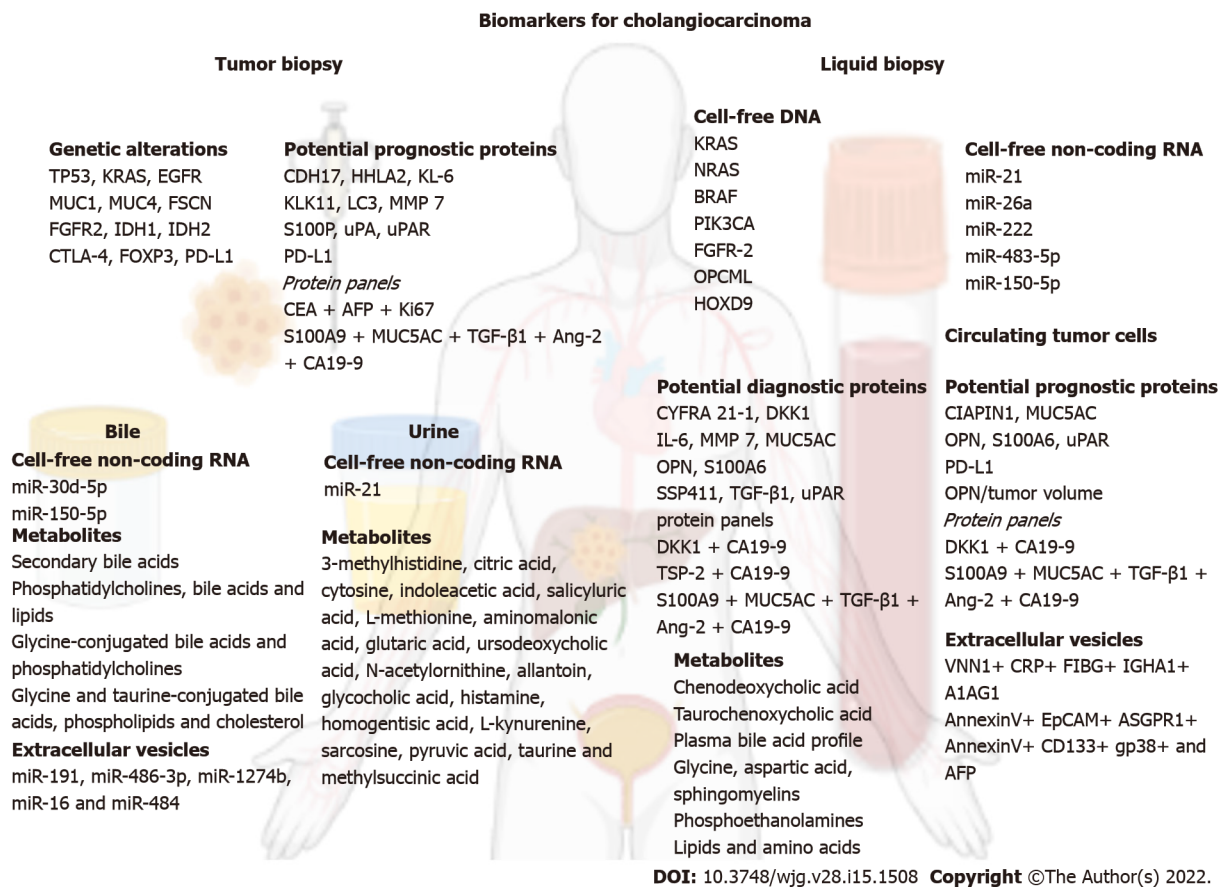 Biomarkers for cholangiocarcinoma
Tumor biopsy
Genetic alterations
TP53, KRAS, EGFR
MUC1, MUC4, FSCN
FGFR2, IDH1, IDH2
CTLA-4, FOXP3, PD-L1
Potential prognostic proteins
CDH17, HHLA2, KL-6
KLK11, LC3, MMP 7
S100P, uPA, uPAR
PD-L1
Protein panels
CEA + AFP + Ki67
S100A9 + MUC5AC + TGF-β1 + Ang-2
+ CA19-9
Bile
Cell-free non-coding RNA
miR-30d-5p
miR-150-5p
Metabolites
Secondary bile acids
Phosphatidylcholines, bile acids and
lipids
Glycine-conjugated bile acids and
phosphatidylcholines
Glycine and taurine-conjugated bile
acids, phospholipids and cholesterol
Extracellular vesicles
miR-191, miR-486-3p, miR-1274b,
miR-16 and miR-484
Urine
Cell-free non-coding RNA
miR-21
Metabolites
3-methylhistidine, citric acid,
cytosine, indoleacetic acid, salicyluric
acid, L-methionine, aminomalonic
acid, glutaric acid, ursodeoxycholic
acid, N-acetylornithine, allantoin,
glycocholic acid, histamine,
homogentisic acid, L-kynurenine,
sarcosine, pyruvic acid, taurine and
methylsuccinic acid
Liquid biopsy
Cell-free DNA
KRAS
NRAS
BRAF
PIK3CA
FGFR-2
OPCML
HOXD9
Cell-free non-coding RNA
miR-21
miR-26a
miR-222
miR-483-5p
miR-150-5p
Circulating tumor cells
Potential diagnostic proteins
CYFRA 21-1, DKK1
IL-6, MMP 7, MUC5AC
OPN, S100A6
SSP411, TGF-β1, uPAR
protein panels
DKK1 + CA19-9
TSP-2 + CA19-9
S100A9 + MUC5AC + TGF-β1 +
Ang-2 + CA19-9
Metabolites
Chenodeoxycholic acid
Taurochenoxycholic acid
Plasma bile acid profile
Glycine, aspartic acid,
sphingomyelins
Phosphoethanolamines
Lipids and amino acids
Potential prognostic proteins
CIAPIN1, MUC5AC
OPN, S100A6, uPAR
PD-L1
OPN/tumor volume
Protein panels
DKK1 + CA19-9
S100A9 + MUC5AC + TGF-β1 +
Ang-2 + CA19-9
Extracellular vesicles
VNN1+ CRP+ FIBG+ IGHA1+
A1AG1
AnnexinV+ EpCAM+ ASGPR1+
AnnexinV+ CD133+ gp38+ and
AFP
DOI: 10.3748/wjg.v28.i15.1508 Copyright ©The Author(s) 2022.